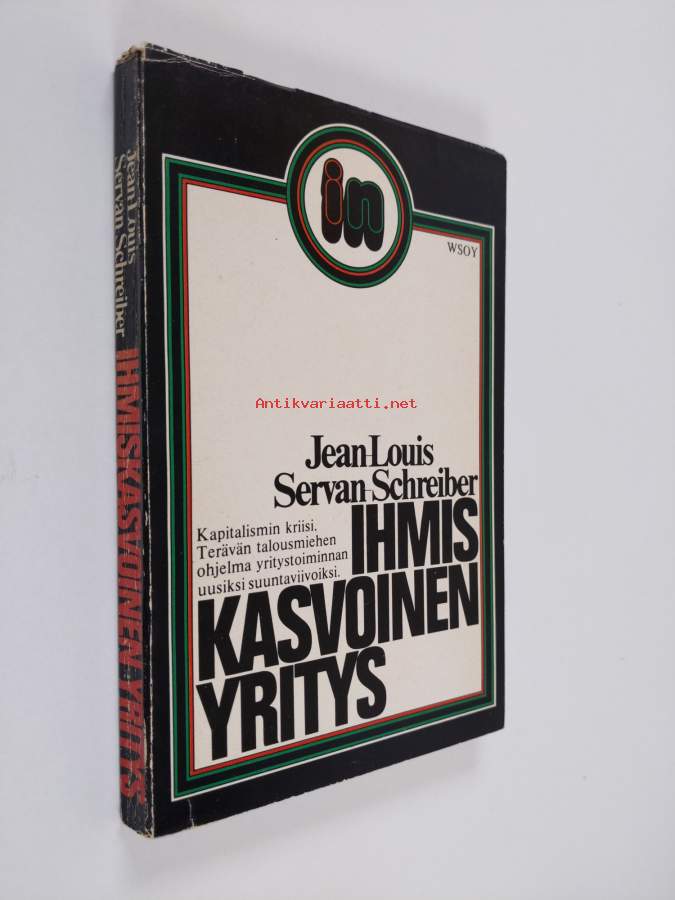 in
WSOY
Antikvariaatti.net
Jean-Louis
Servan-Schreiber
Kapitalismin kriisi.
Terävän talousmiehen
ohjelma yritystoiminnan
uusiksi suuntaviivoiksi.
IHMIS
KASVOINEN
YRITYS
Jean-Louis
Servan-Schreiber
IHMISKASVOINEN YRITYS